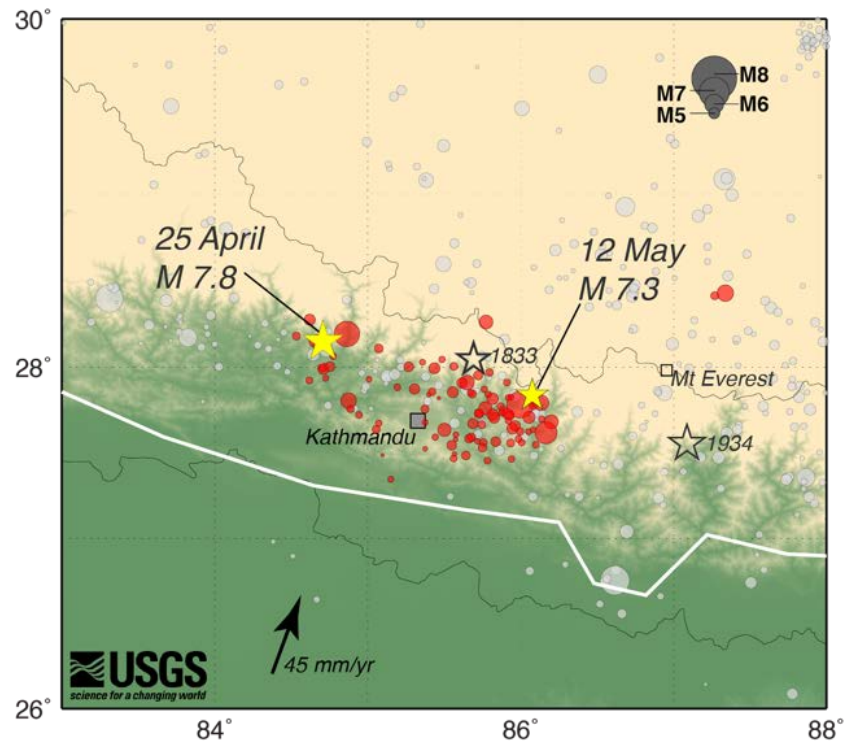 30°
M8
M7
M6
M5
25 April
M 7.8
12 May
M 7.3
28°
1833
Mt Everest
Kathmandu
1934
45 mm/yr
USGS
science for a changing world
26°
84°
86°
88°